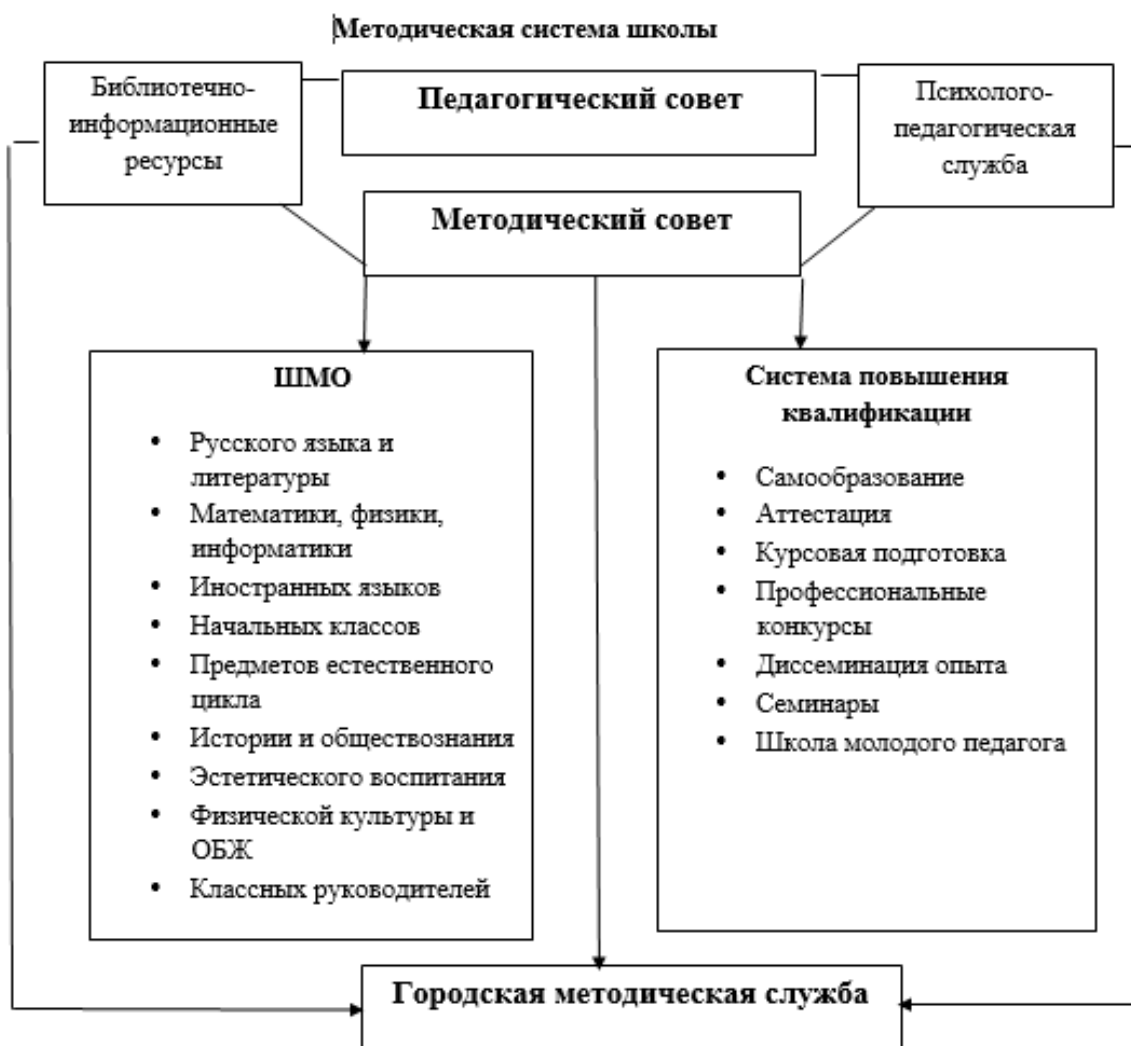 Методическая система школы
Библиотечно-
информационные
ресурсы
Педагогический совет
Психолого-
педагогическая
служба
Методический совет
ШМО
• Русского языка и
литературы
• Математики, физики,
информатики
• Иностранных языков
• Начальных классов
• Предметов естественного
цикла
• Истории и обществознания
• Эстетического воспитания
• Физической культуры и
ОБЖ
• Классных руководителей
Система повышения
квалификации
• Самообразование
• Аттестация
• Курсовая подготовка
• Профессиональные
конкурсы
• Диссеминация опыта
• Семинары
• Школа молодого педагога
Городская методическая служба